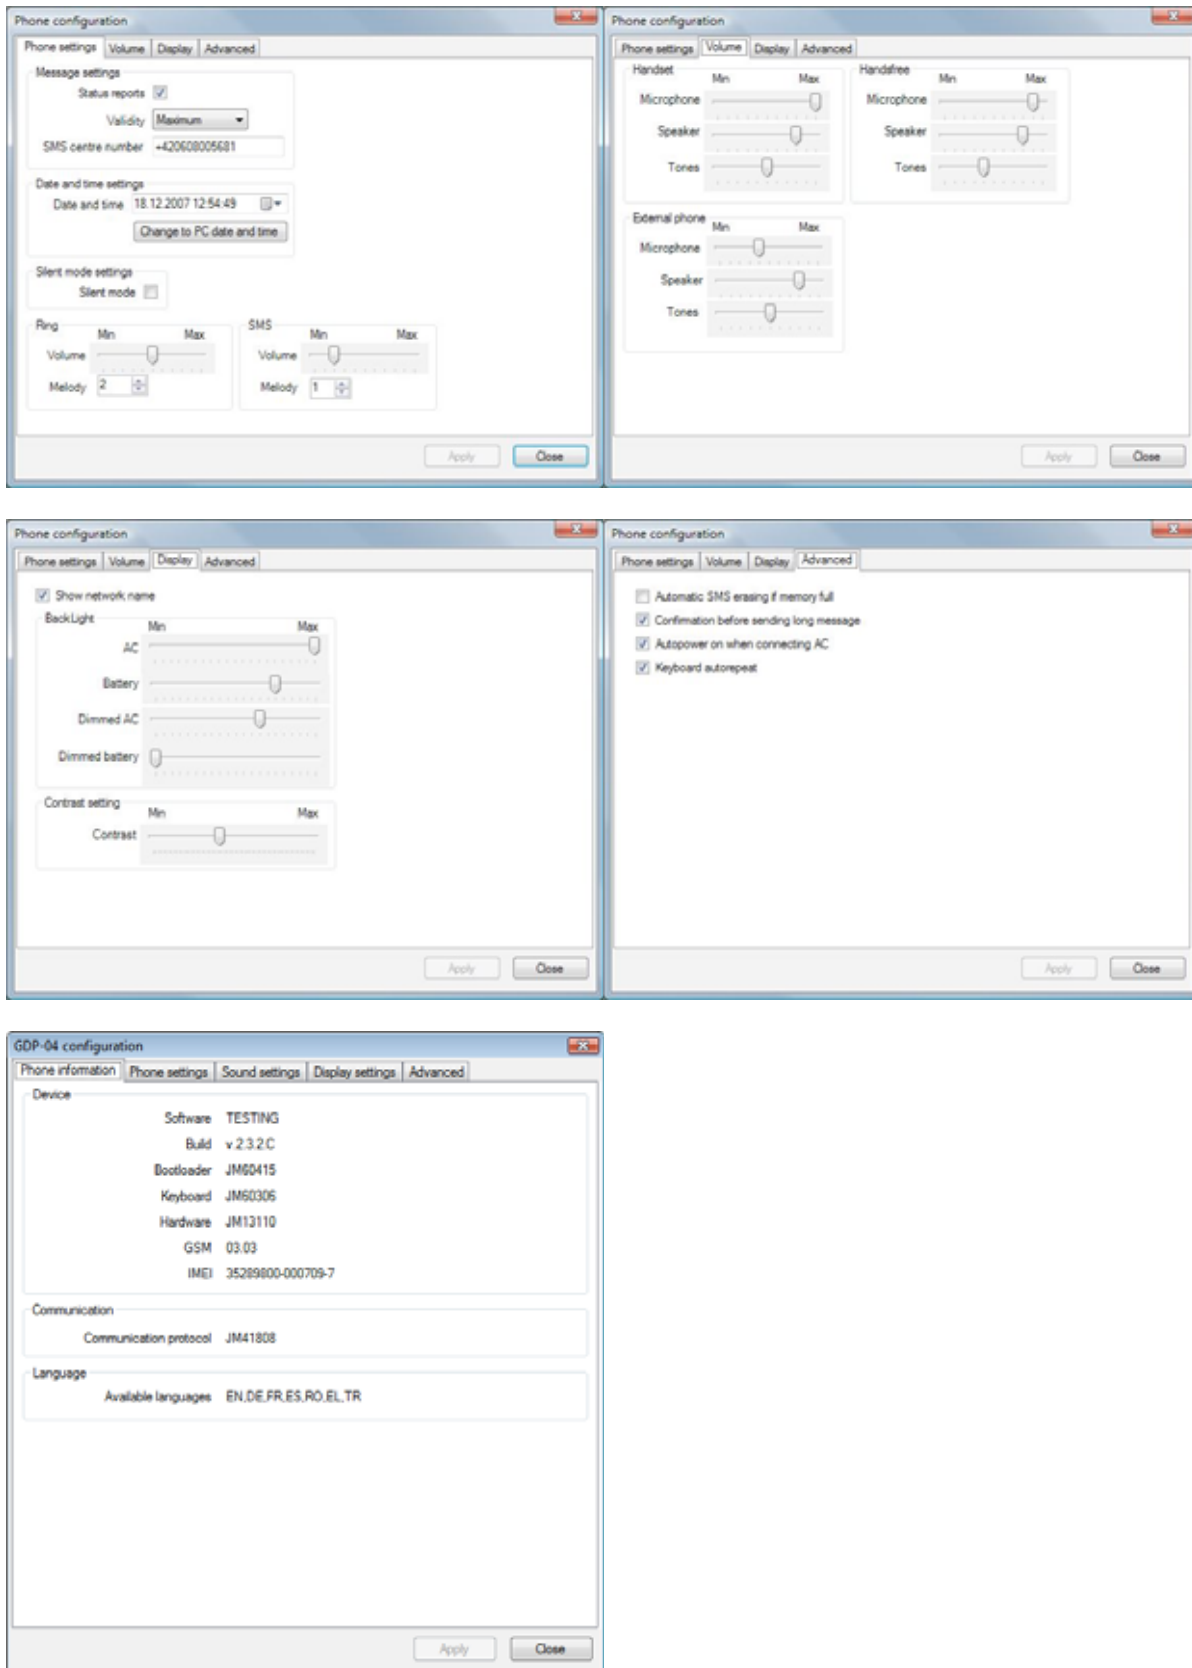 Phone configuration
Phone settings Volume Display Advanced
Message settings
Status reports
Validity Maximum
SMS centre number +420608005681
Date and time settings
Date and time 18.12.2007 12:54:49
Change to PC date and time
Silent mode settings
Silent mode
Ring
Min Max
Volume
Melody 2
SMS
Min Max
Volume
Melody 1
Apply Close
Phone configuration
Phone settings Volume Display Advanced
Handset
Min Max
Microphone
Speaker
Tones
Handsfree
Min Max
Microphone
Speaker
Tones
External phone
Min Max
Microphone
Speaker
Tones
Apply Close
Phone configuration
Phone settings Volume Display Advanced
Show network name
BackLight
Min Max
AC
Battery
Dimmed AC
Dimmed battery
Contrast setting
Min Max
Contrast
Apply Close
Phone configuration
Phone settings Volume Display Advanced
Automatic SMS erasing if memory full
Confirmation before sending long message
Autopower on when connecting AC
Keyboard autorepeat
Apply Close
GDP-04 configuration
Phone information Phone settings Sound settings Display settings Advanced
Device
Software TESTING
Build v.2.3.2.C
Bootloader JM60415
Keyboard JM60306
Hardware JM13110
GSM 03.03
IMEI 35289800-000709-7
Communication
Communication protocol JM41808
Language
Available languages EN,DE,FR,ES,RO,EL,TR
Apply Close